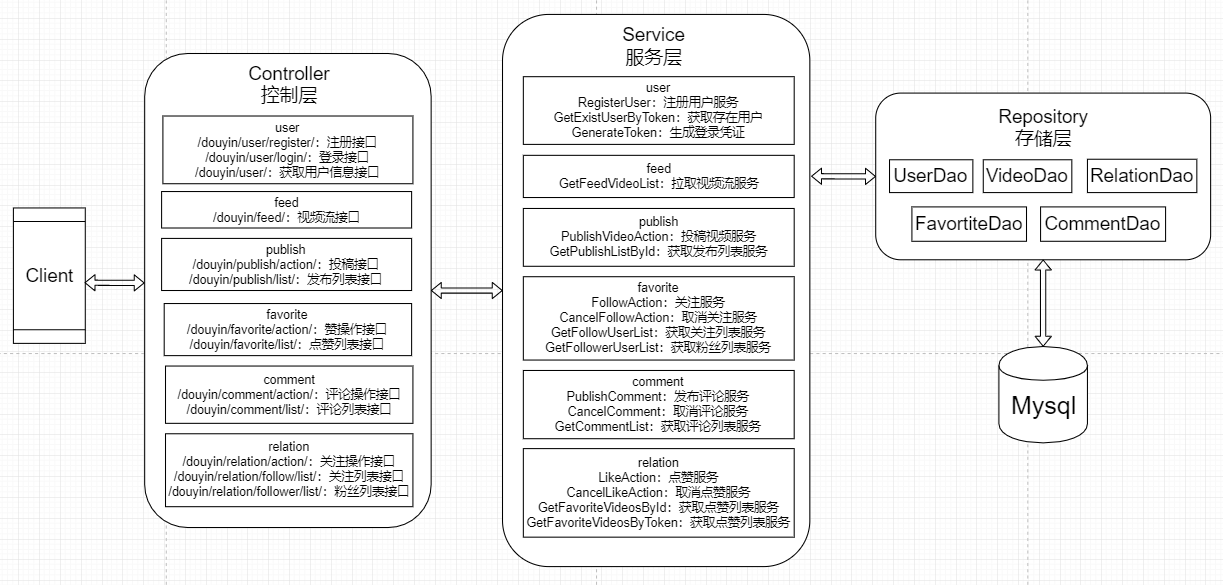 Client
Controller
控制层
user
/douyin/user/register/：注册接口
/douyin/user/login/：登录接口
/douyin/user/：获取用户信息接口
feed
/douyin/feed/：视频流接口
publish
/douyin/publish/action/：投稿接口
/douyin/publish/list/：发布列表接口
favorite
/douyin/favorite/action/：赞操作接口
/douyin/favorite/list/：点赞列表接口
comment
/douyin/comment/action/：评论操作接口
/douyin/comment/list/：评论列表接口
relation
/douyin/relation/action/：关注操作接口
/douyin/relation/follow/list/：关注列表接口
/douyin/relation/follower/list/：粉丝列表接口
Service
服务层
user
RegisterUser：注册用户服务
GetExistUserByToken：获取存在用户
GenerateToken：生成登录凭证
feed
GetFeedVideoList：拉取视频流服务
publish
PublishVideoAction：投稿视频服务
GetPublishListById：获取发布列表服务
favorite
FollowAction：关注服务
CancelFollowAction：取消关注服务
GetFollowUserList：获取关注列表服务
GetFollowerUserList：获取粉丝列表服务
comment
PublishComment：发布评论服务
CancelComment：取消评论服务
GetCommentList：获取评论列表服务
relation
LikeAction：点赞服务
CancelLikeAction：取消点赞服务
GetFavoriteVideosById：获取点赞列表服务
GetFavoriteVideosByToken：获取点赞列表服务
Repository
存储层
UserDao
VideoDao
RelationDao
FavortiteDao
CommentDao
Mysql